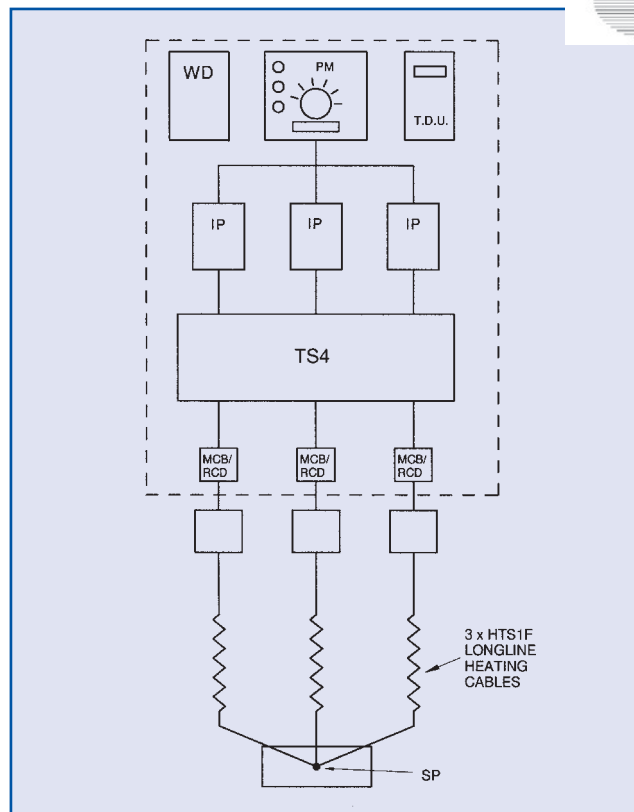 WD
PM
T.D.U.
IP
IP
IP
TS4
MCB/
RCD
MCB/
RCD
MCB/
RCD
3 x HTS1F
LONGLINE
HEATING
CABLES
SP